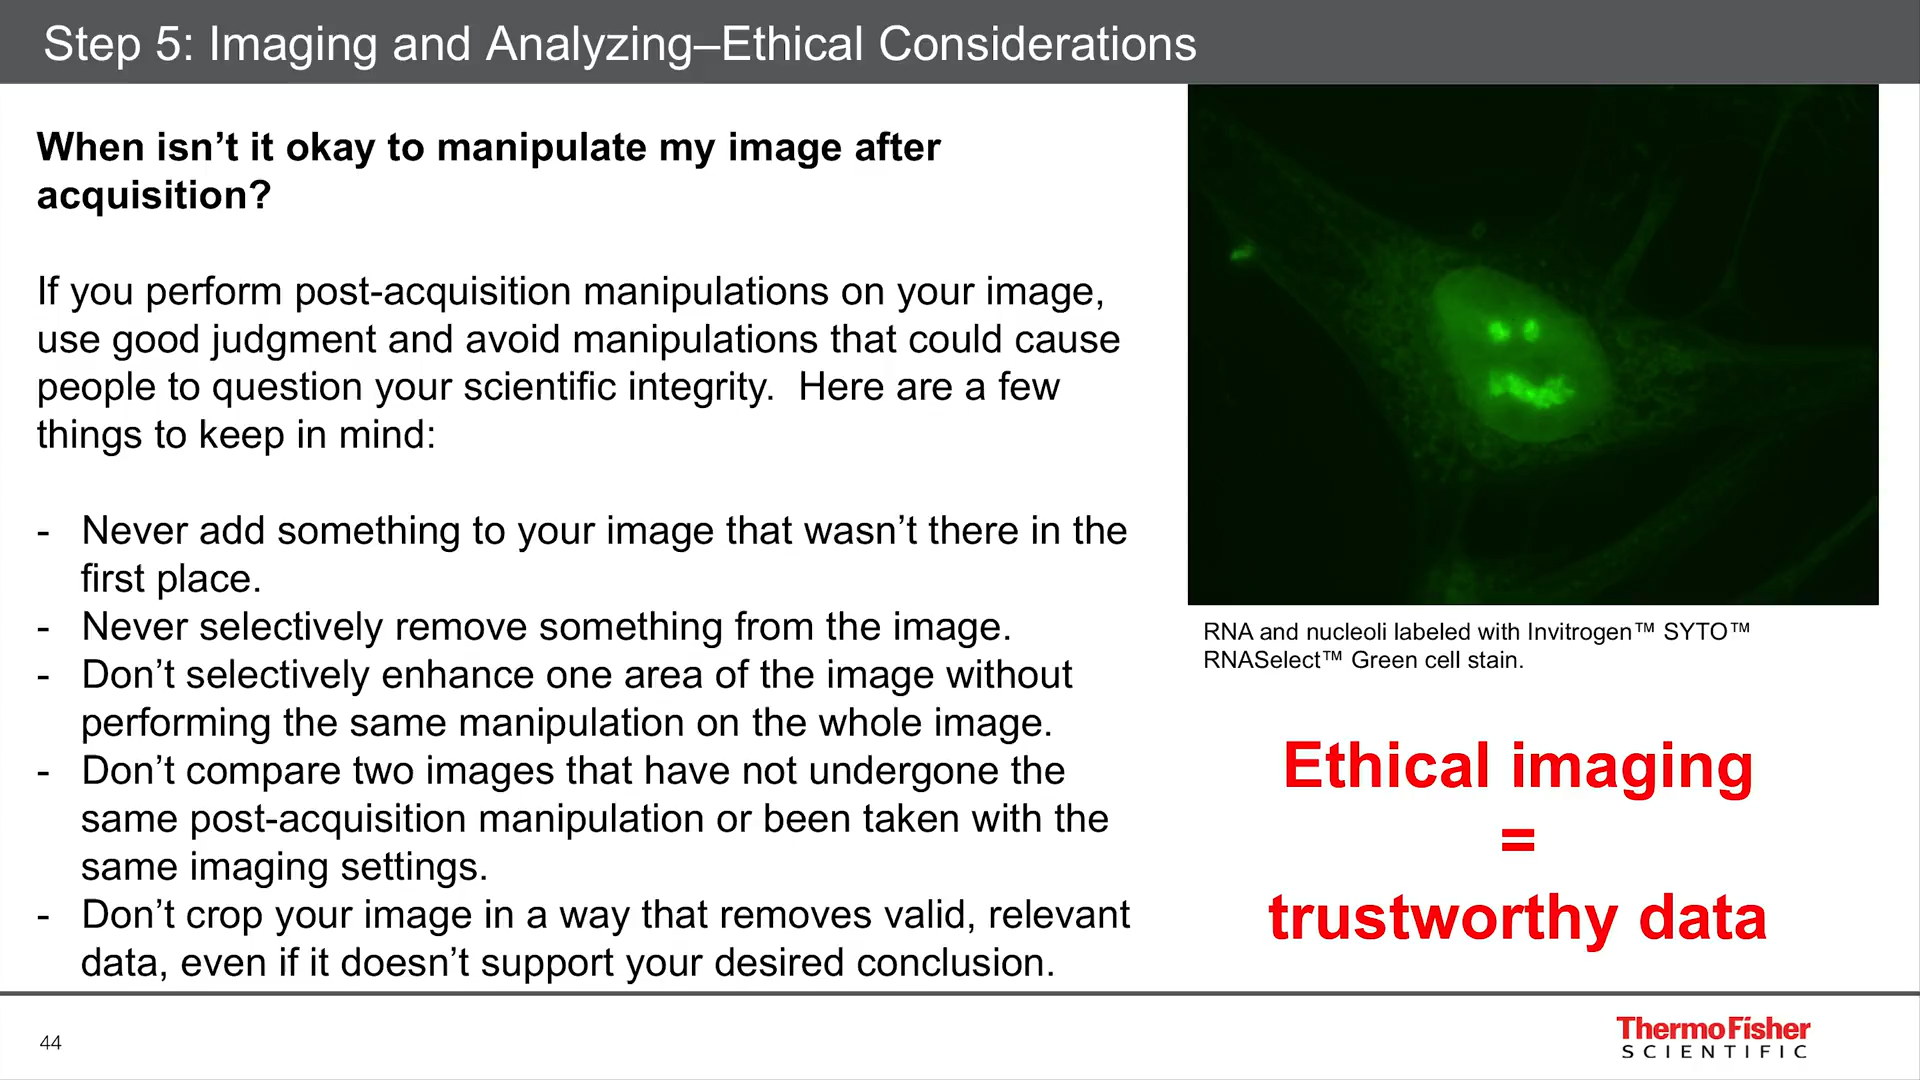 Step 5: Imaging and Analyzing–Ethical Considerations
When isn’t it okay to manipulate my image after
acquisition?
If you perform post-acquisition manipulations on your image,
use good judgment and avoid manipulations that could cause
people to question your scientific integrity.  Here are a few
things to keep in mind:
- Never add something to your image that wasn’t there in the
first place.
- Never selectively remove something from the image.
- Don’t selectively enhance one area of the image without
performing the same manipulation on the whole image.
- Don’t compare two images that have not undergone the
same post-acquisition manipulation or been taken with the
same imaging settings.
- Don’t crop your image in a way that removes valid, relevant
data, even if it doesn’t support your desired conclusion.
RNA and nucleoli labeled with Invitrogen™ SYTO™
RNASelect™ Green cell stain.
Ethical imaging
=
trustworthy data
44
ThermoFisher
SCIENTIFIC